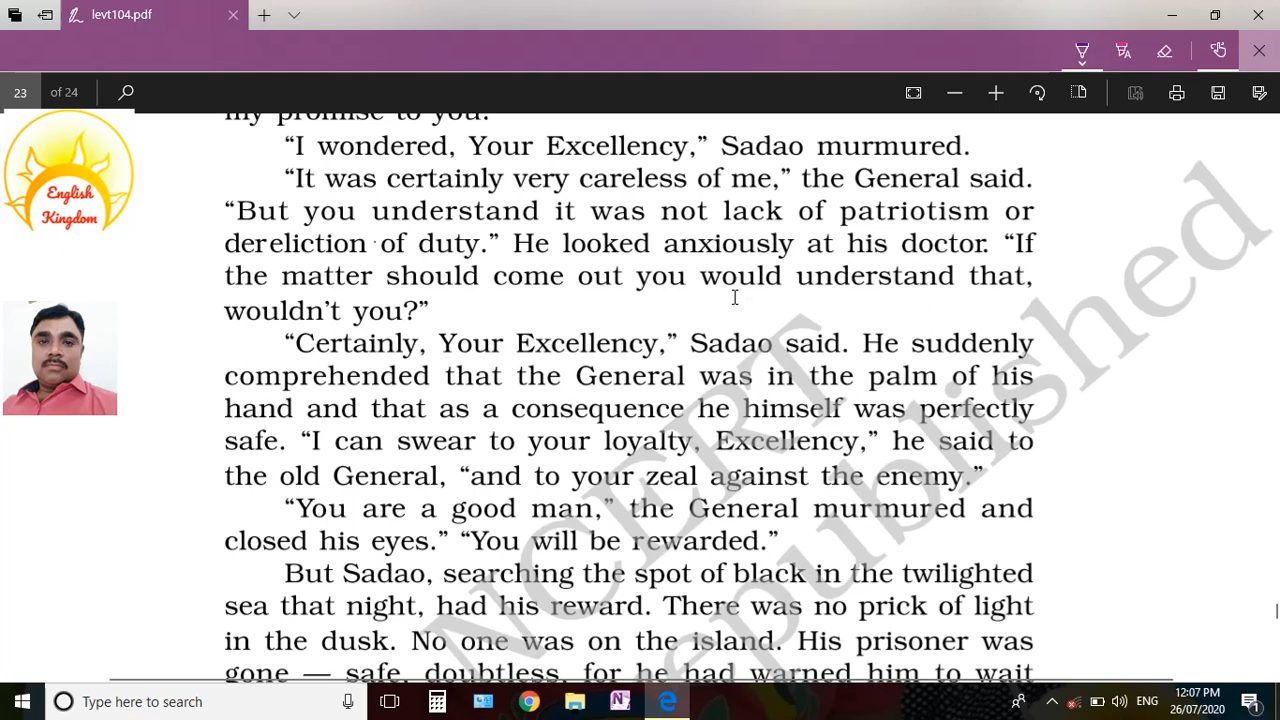 levt104.pdf
23 of 24
English
Kingdom
my promise to you.
“I wondered, Your Excellency,” Sadao murmured.
“It was certainly very careless of me,” the General said.
“But you understand it was not lack of patriotism or
dereliction of duty.” He looked anxiously at his doctor. “If
the matter should come out you would understand that,
wouldn’t you?”
“Certainly, Your Excellency,” Sadao said. He suddenly
comprehended that the General was in the palm of his
hand and that as a consequence he himself was perfectly
safe. “I can swear to your loyalty, Excellency,” he said to
the old General, “and to your zeal against the enemy.”
“You are a good man,” the General murmured and
closed his eyes.” “You will be rewarded.”
But Sadao, searching the spot of black in the twilighted
sea that night, had his reward. There was no prick of light
in the dusk. No one was on the island. His prisoner was
gone — safe, doubtless, for he had warned him to wait
NCERT
republished
Type here to search
ENG
12:07 PM
26/07/2020
1